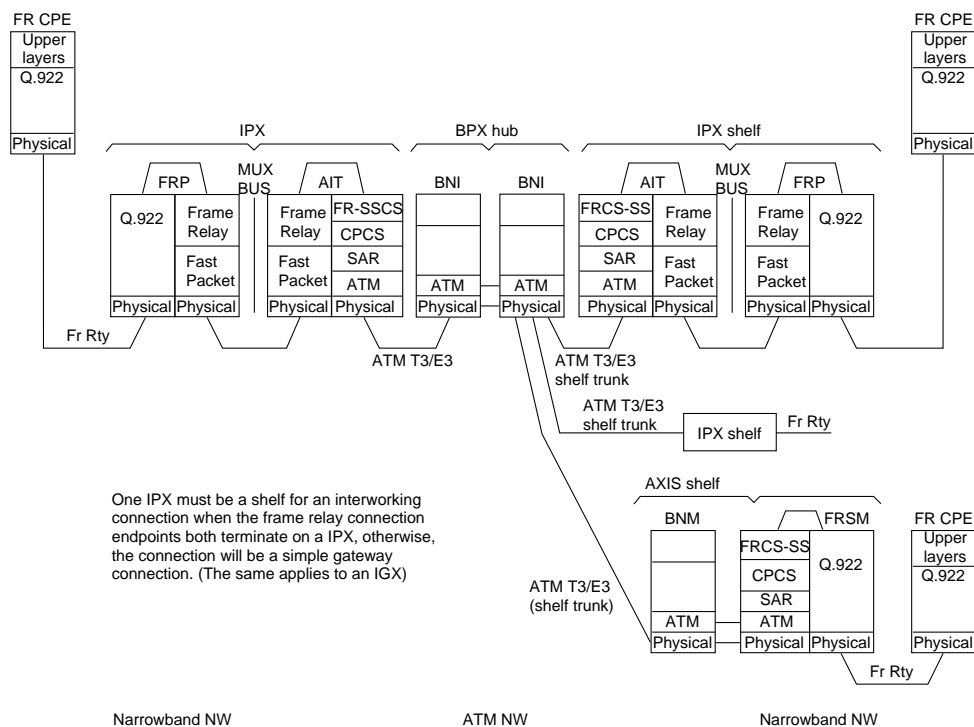 FR CPE
Upper
layers
Q.922
Physical
FR CPE
Upper
layers
Q.922
Physical
IPX
BPX hub
IPX shelf
FRP
MUX
BUS
AIT
BNI
BNI
AIT
MUX
BUS
FRP
Q.922
Frame
Relay
Fast
Packet
Physical
Physical
Frame
Relay
Fast
Packet
Physical
FR-SSCS
CPCS
SAR
ATM
Physical
ATM
Physical
ATM
Physical
FRCS-SS
CPCS
SAR
ATM
Physical
Frame
Relay
Fast
Packet
Physical
Frame
Relay
Fast
Packet
Physical
Q.922
Physical
Fr Rty
ATM T3/E3
ATM T3/E3
shelf trunk
ATM T3/E3
shelf trunk
IPX shelf
Fr Rty
One IPX must be a shelf for an interworking
connection when the frame relay connection
endpoints both terminate on a IPX, otherwise,
the connection will be a simple gateway
connection. (The same applies to an IGX)
AXIS shelf
BNM
FRSM
FR CPE
ATM
Physical
FRCS-SS
CPCS
SAR
ATM
Physical
Q.922
Physical
Upper
layers
Q.922
Physical
ATM T3/E3
(shelf trunk)
Fr Rty
Narrowband NW
ATM NW
Narrowband NW